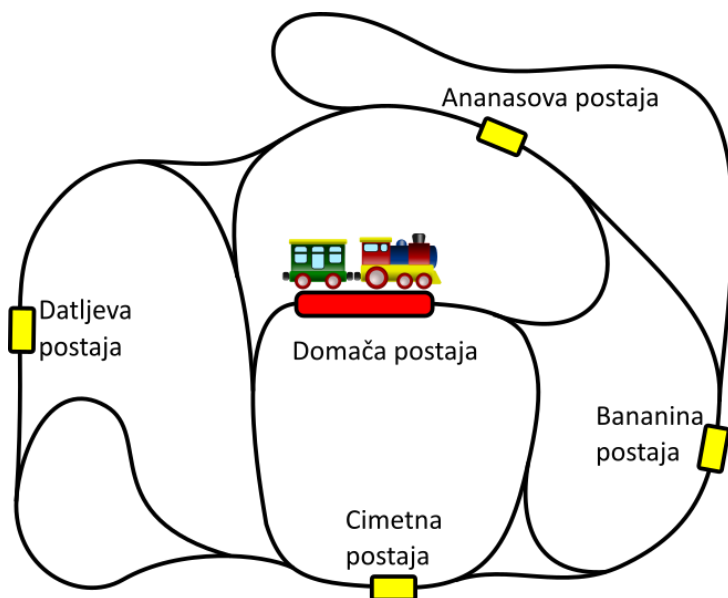 Ananasova postaja
Datljeva
postaja
Domača postaja
Bananina
postaja
Cimetna
postaja